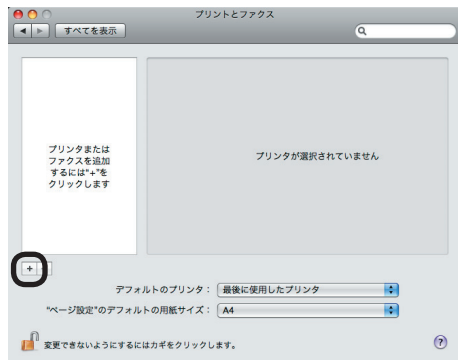 プリントとファクス
すべてを表示
プリンタまたは
ファクスを追加
するには"+"を
クリックします
プリンタが選択されていません
+ −
デフォルトのプリンタ： 最後に使用したプリンタ
"ページ設定"のデフォルトの用紙サイズ： A4
変更できないようにするにはカギをクリックします。 ?